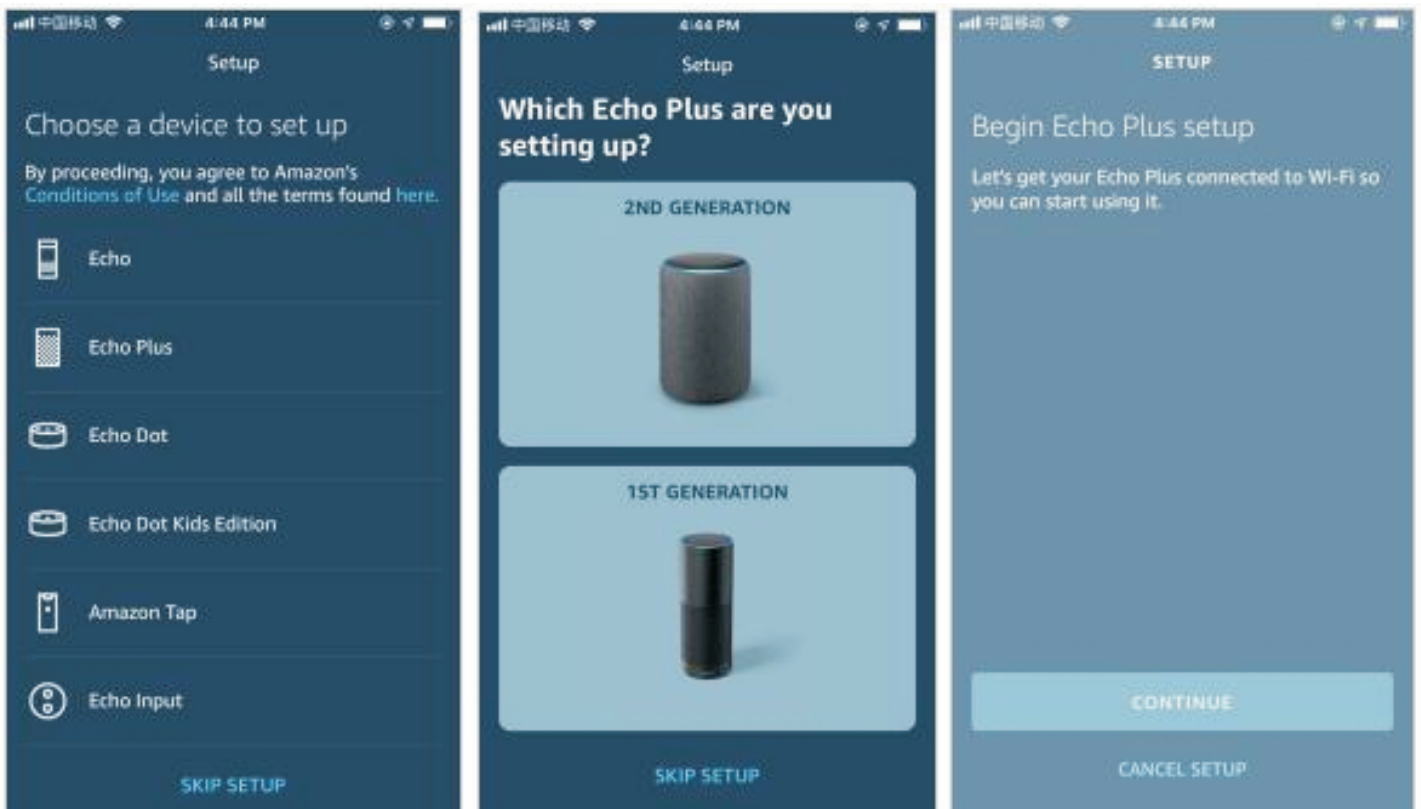 中国移动 4:44 PM
Setup
Choose a device to set up
By proceeding, you agree to Amazon's
Conditions of Use and all the terms found here.
Echo
Echo Plus
Echo Dot
Echo Dot Kids Edition
Amazon Tap
Echo Input
SKIP SETUP
中国移动 4:44 PM
Setup
Which Echo Plus are you
setting up?
2ND GENERATION
1ST GENERATION
SKIP SETUP
中国移动 4:44 PM
SETUP
Begin Echo Plus setup
Let's get your Echo Plus connected to Wi-Fi so
you can start using it.
CONTINUE
CANCEL SETUP